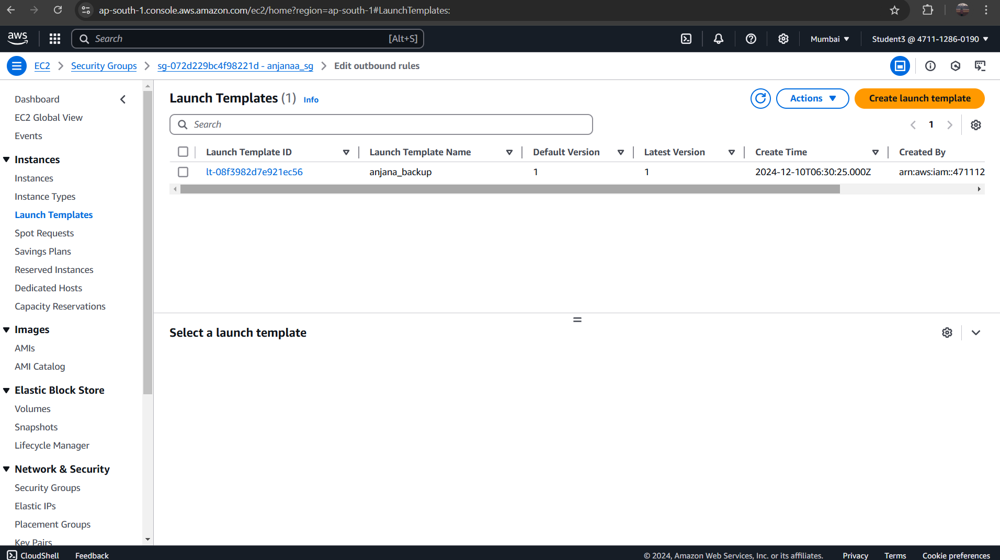 ap-south-1.console.aws.amazon.com/ec2/home?region=ap-south-1#LaunchTemplates:
aws
Search
[Alt+S]
Mumbai
Student3 @ 4711-1286-0190
EC2
Security Groups
sg-072d229bc4f98221d - anjanaa_sg
Edit outbound rules
Dashboard
EC2 Global View
Events
Instances
Instances
Instance Types
Launch Templates
Spot Requests
Savings Plans
Reserved Instances
Dedicated Hosts
Capacity Reservations
Images
AMIs
AMI Catalog
Elastic Block Store
Volumes
Snapshots
Lifecycle Manager
Network & Security
Security Groups
Elastic IPs
Placement Groups
Key Pairs
Launch Templates (1) Info
Actions
Create launch template
Search
1
Launch Template ID Launch Template Name Default Version Latest Version Create Time Created By
lt-08f3982d7e921ec56 anjana_backup 1 1 2024-12-10T06:30:25.000Z arn:aws:iam::471112
Select a launch template
CloudShell
Feedback
© 2024, Amazon Web Services, Inc. or its affiliates.
Privacy
Terms
Cookie preferences